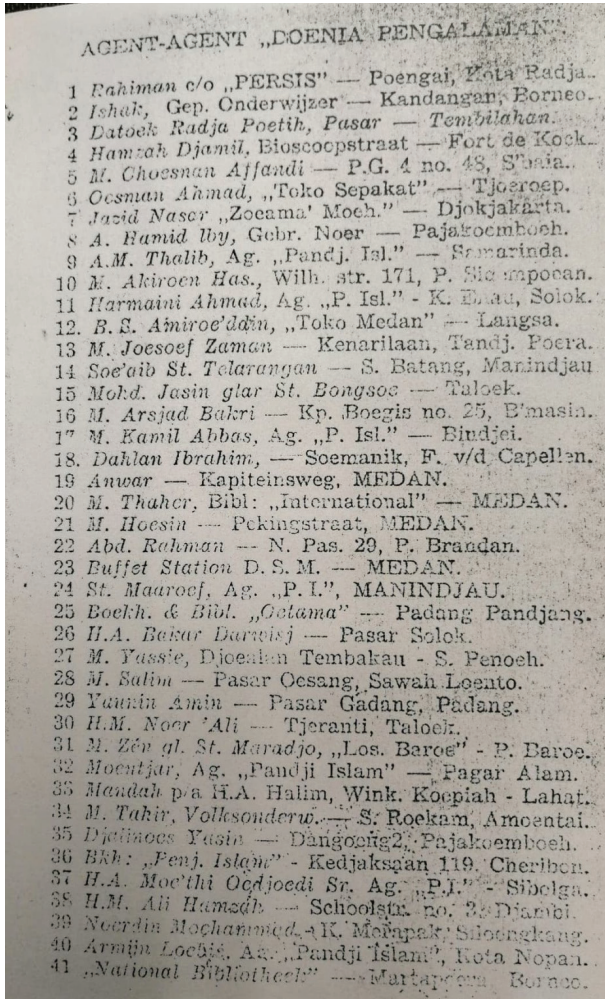 AGENT-AGENT „DOENIA PENGALAMAN".
1 Rahiman c/o „PERSIS" — Poengai, Kota Radja.
2 Ishak, Gep. Onderwijzer — Kandangan, Borneo.
3 Datoek Radja Poetih, Pasar — Tembilahan.
4 Hamzah Djamil, Bioscoopstraat — Fort de Kock.
5 M. Choesnan Affandi — P.G. 4 no. 48, S'baia.
6 Oesman Ahmad, „Toko Sepakat" — Tjoeroep.
7 Jazid Naser „Zoeama' Moeh." — Djokjakarta.
8 A. Hamid lby, Gebr. Noer — Pajakoemboeh.
9 A.M. Thalib, Ag. „Pandj. Isl." — Samarinda.
10 M. Akiroen Has., Wilh. str. 171, P.
11 Harmaini Ahmad, Ag. „P. Isl." - K. Solok.
12. B. S. Amiroe'ddin, „Toko Medan" — Langsa.
13 M. Joesoef Zaman — Kenarilaan, Tandj. Poera.
14 Soe'aib St. Telarangan — S. Batang, Manindjau
15 Mohd. Jasin glar St. Bongsoe — Taloek.
16 M. Arsjad Bakri — Kp. Boegis no. 25, B'masin.
17 M. Kamil Abbas, Ag. „P. Isl." — Bindjei.
18. Dahlan Ibrahim, — Soemanik, F. v/d Capellen.
19 Anwar — Kapiteinsweg, MEDAN.
20 M. Thaher, Bibl: „International" — MEDAN.
21 M. Hoesin — Pekingstraat, MEDAN.
22 Abd. Rahman — N. Pas. 29, P. Brandan.
23 Buffet Station D. S. M. — MEDAN.
24 St. Maaroef, Ag. „P. I.", MANINDJAU.
25 Boekh. & Bibl. „Oetama" — Padang Pandjang.
26 H.A. Bakar Darwisj — Pasar Solok.
27 M. Yassie, Tembakau - S. Penoeh.
28 M. Salim — Pasar Oesang, Sawah Loento.
29 Yaunin Amin — Pasar Gadang, Padang.
30 H.M. Noer 'Ali — Tjeranti, Taloek.
31 M. Zên gl. St. Maradjo, „Los. Baroe" - P. Baroe.
32 Moentjar, Ag. „Pandji Islam" — Pagar Alam.
33 Mandah p/a H.A. Halim, Wink. Koepiah - Lahat.
34 M. Tahir, Volksonderw. — S. Roekam, Amoentai.
35 Djalinoes Yasin — Pajakoemboeh.
36 Bkh: „Penj. Islam" - Kedjaksaan 119. Cheribon.
37 H.A. Moe'thi Oedjoedi Sr. Ag. „P.I." — Sibolga.
38 H.M. Ali Hamzah — Schoolstr. no. 3. Djambi.
39 Noerdin Mochammad, K. Siloengkang.
40 Armijn Loebis, Ag. „Pandji Islam", Kota Nopan.
41 „National Bibliotheek" — Martapoera, Borneo.